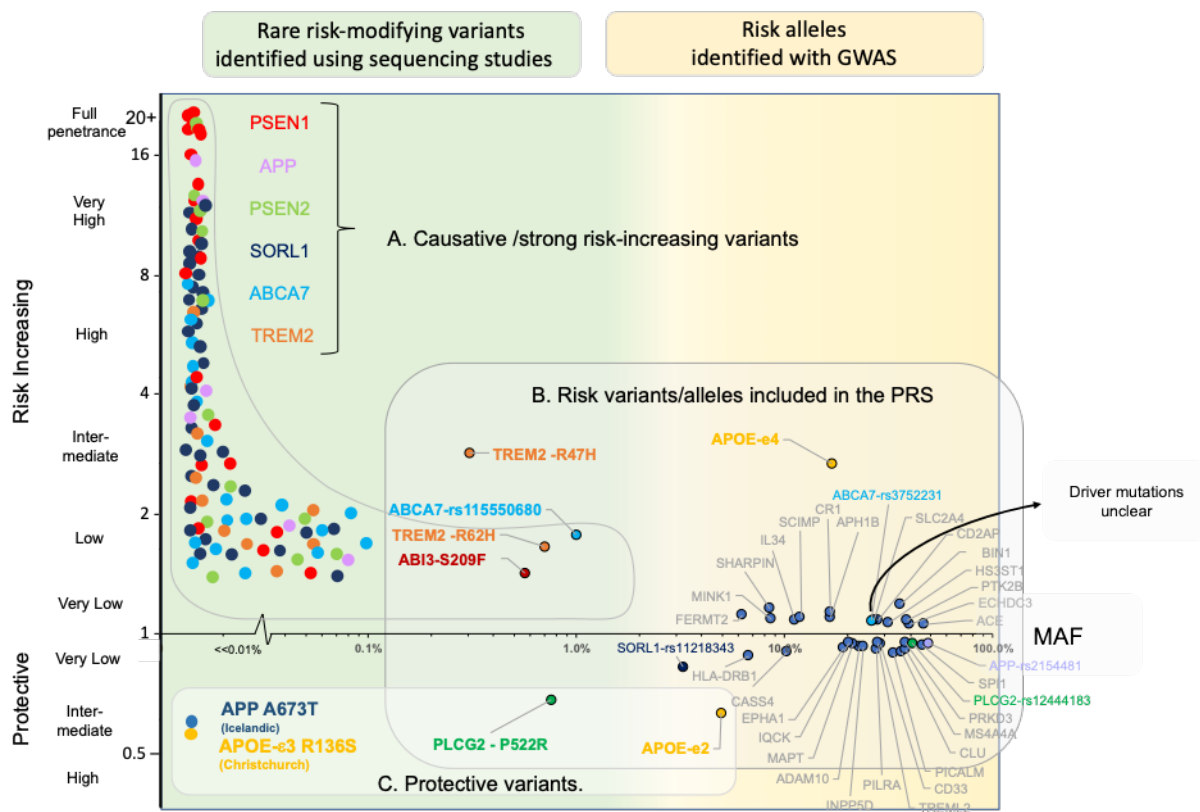 Rare risk-modifying variants
identified using sequencing studies
Risk alleles
identified with GWAS
Risk Increasing
Protective
Full
penetrance
Very
High
High
Inter-
mediate
Low
Very Low
Very Low
Inter-
mediate
High
20+
16
8
4
2
1
0.5
PSEN1
APP
PSEN2
SORL1
ABCA7
TREM2
A. Causative /strong risk-increasing variants
B. Risk variants/alleles included in the PRS
TREM2 -R47H
APOE-e4
ABCA7-rs115550680
TREM2 -R62H
ABI3-S209F
ABCA7-rs3752231
CR1
SCIMP
APH1B
SLC2A4
IL34
CD2AP
SHARPIN
BIN1
HS3ST1
MINK1
PTK2B
FERMT2
ECHDC3
ACE
Driver mutations
unclear
MAF
<<0.01%
0.1%
1.0%
10.0%
100.0%
SORL1-rs11218343
HLA-DRB1
APP-rs2154481
SPI1
CASS4
PLCG2-rs12444183
EPHA1
PRKD3
IQCK
MS4A4A
MAPT
CLU
ADAM10
PICALM
PILRA
CD33
INPP5D
TREML2
APP A673T
(Icelandic)
APOE-ε3 R136S
(Christchurch)
PLCG2 - P522R
APOE-e2
C. Protective variants.